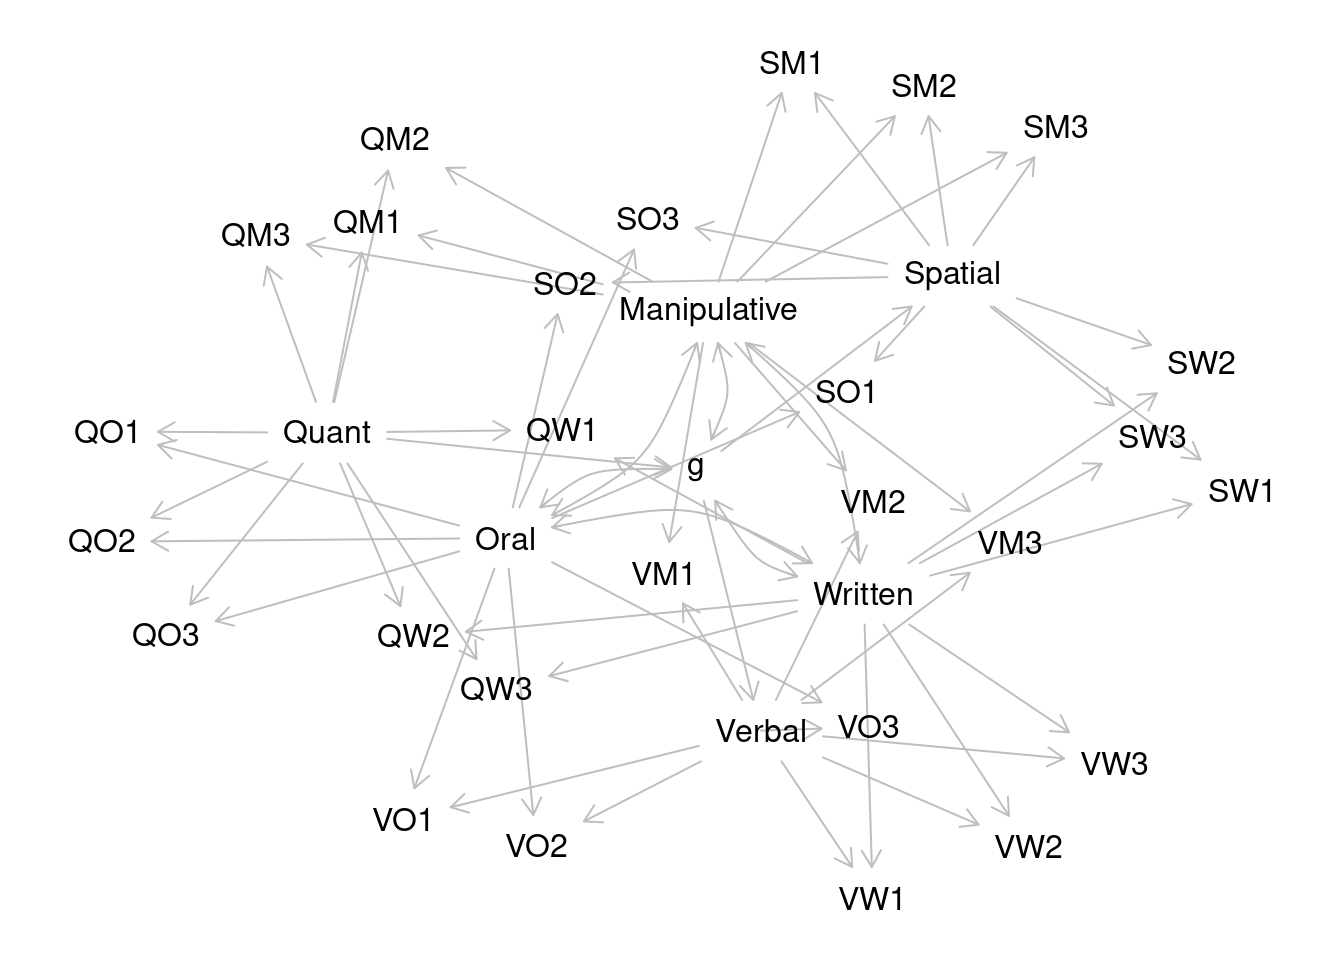 SM1
SM2
SM3
QM2
QM1
SO3
QM3
Spatial
SO2
Manipulative
SW2
SO1
QO1
Quant
QW1
SW3
g
SW1
VM2
QO2
Oral
VM3
VM1
Written
QO3
QW2
QW3
Verbal
VO3
VW3
VO1
VO2
VW2
VW1